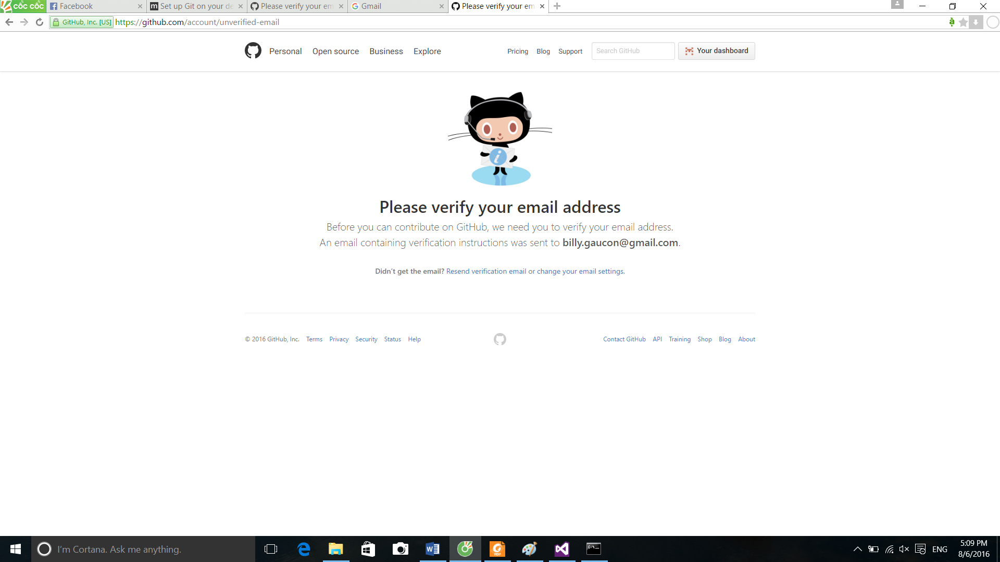 cốc cốc
Facebook
Set up Git on your de
Please verify your em
Gmail
Please verify your em
GitHub, Inc. [US]
https://github.com/account/unverified-email
Personal
Open source
Business
Explore
Pricing
Blog
Support
Search GitHub
Your dashboard
Please verify your email address
Before you can contribute on GitHub, we need you to verify your email address.
An email containing verification instructions was sent to billy.gaucon@gmail.com.
Didn't get the email? Resend verification email or change your email settings.
© 2016 GitHub, Inc.
Terms
Privacy
Security
Status
Help
Contact GitHub
API
Training
Shop
Blog
About
I'm Cortana. Ask me anything.
ENG
5:09 PM
8/6/2016